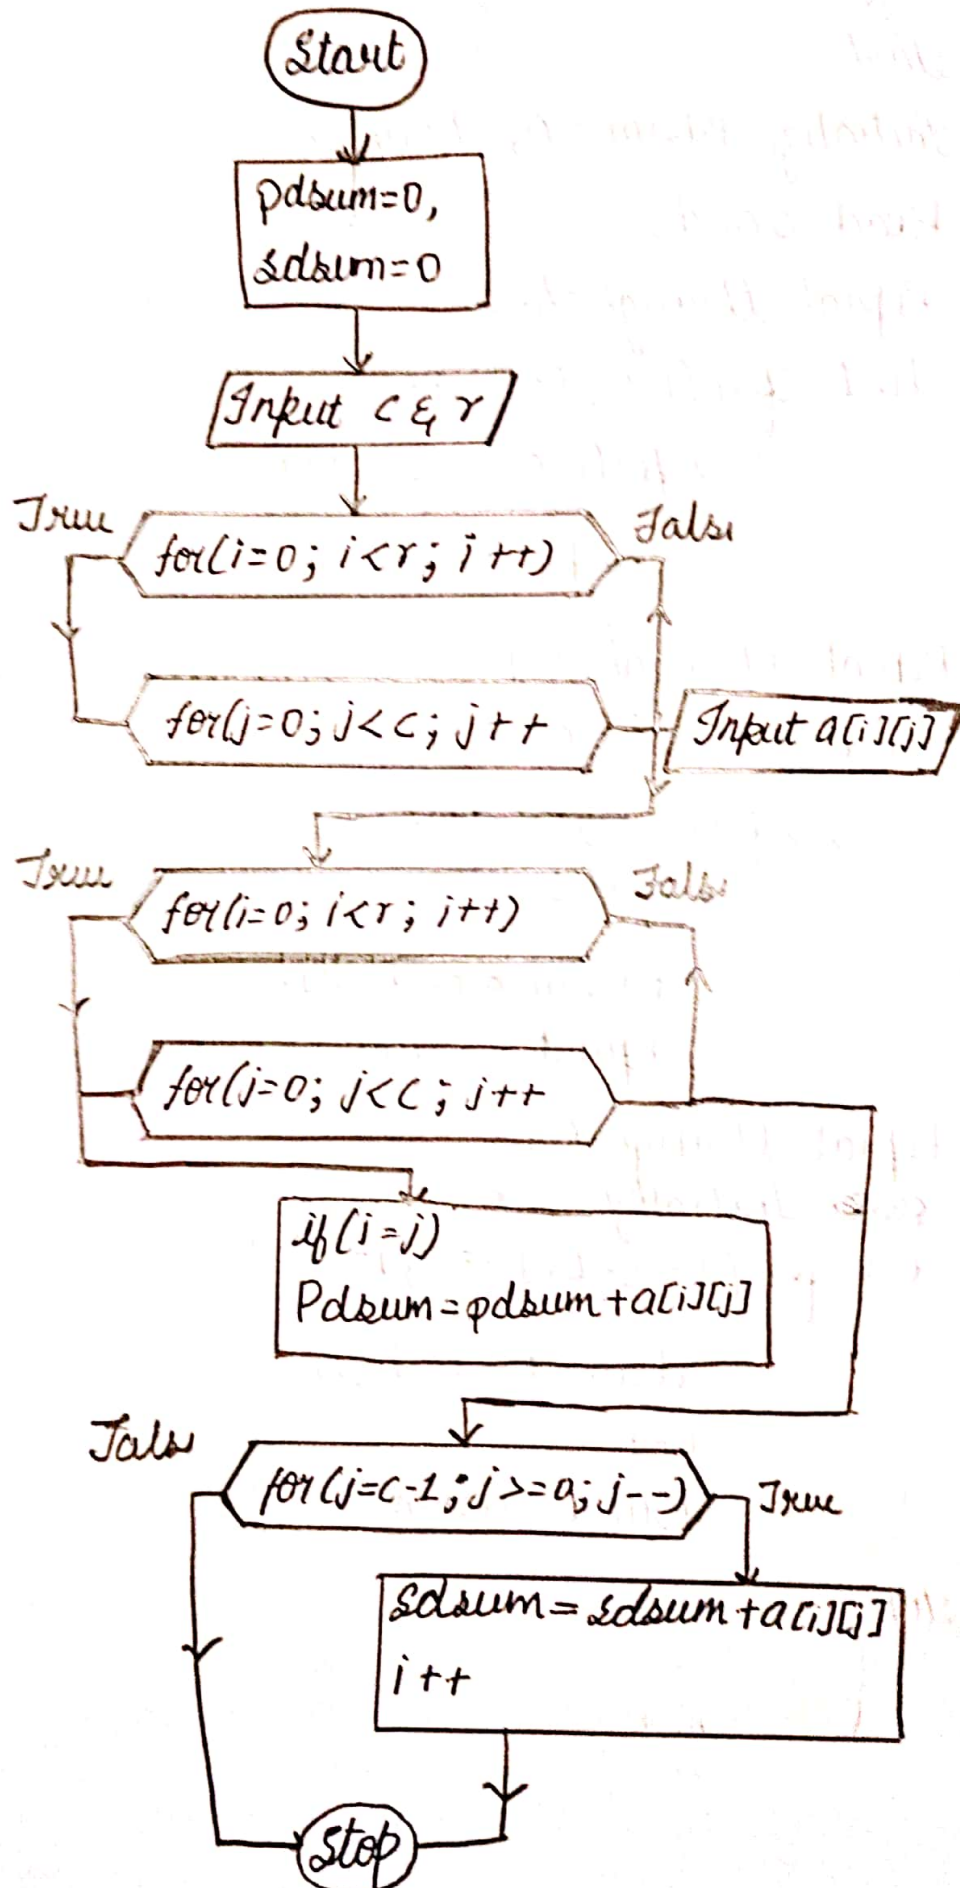 Start
pdsum=0,
sdsum=0
Input c & r
True
False
for(i=0; i<r; i++)
for(j=0; j<c; j++
Input a[i][j]
True
False
for(i=0; i<r; i++)
for(j=0; j<c; j++
if(i=j)
Pdsum=pdsum+a[i][j]
False
for(j=c-1; j>=0; j--)
True
sdsum=sdsum+a[i][j]
i++
Stop